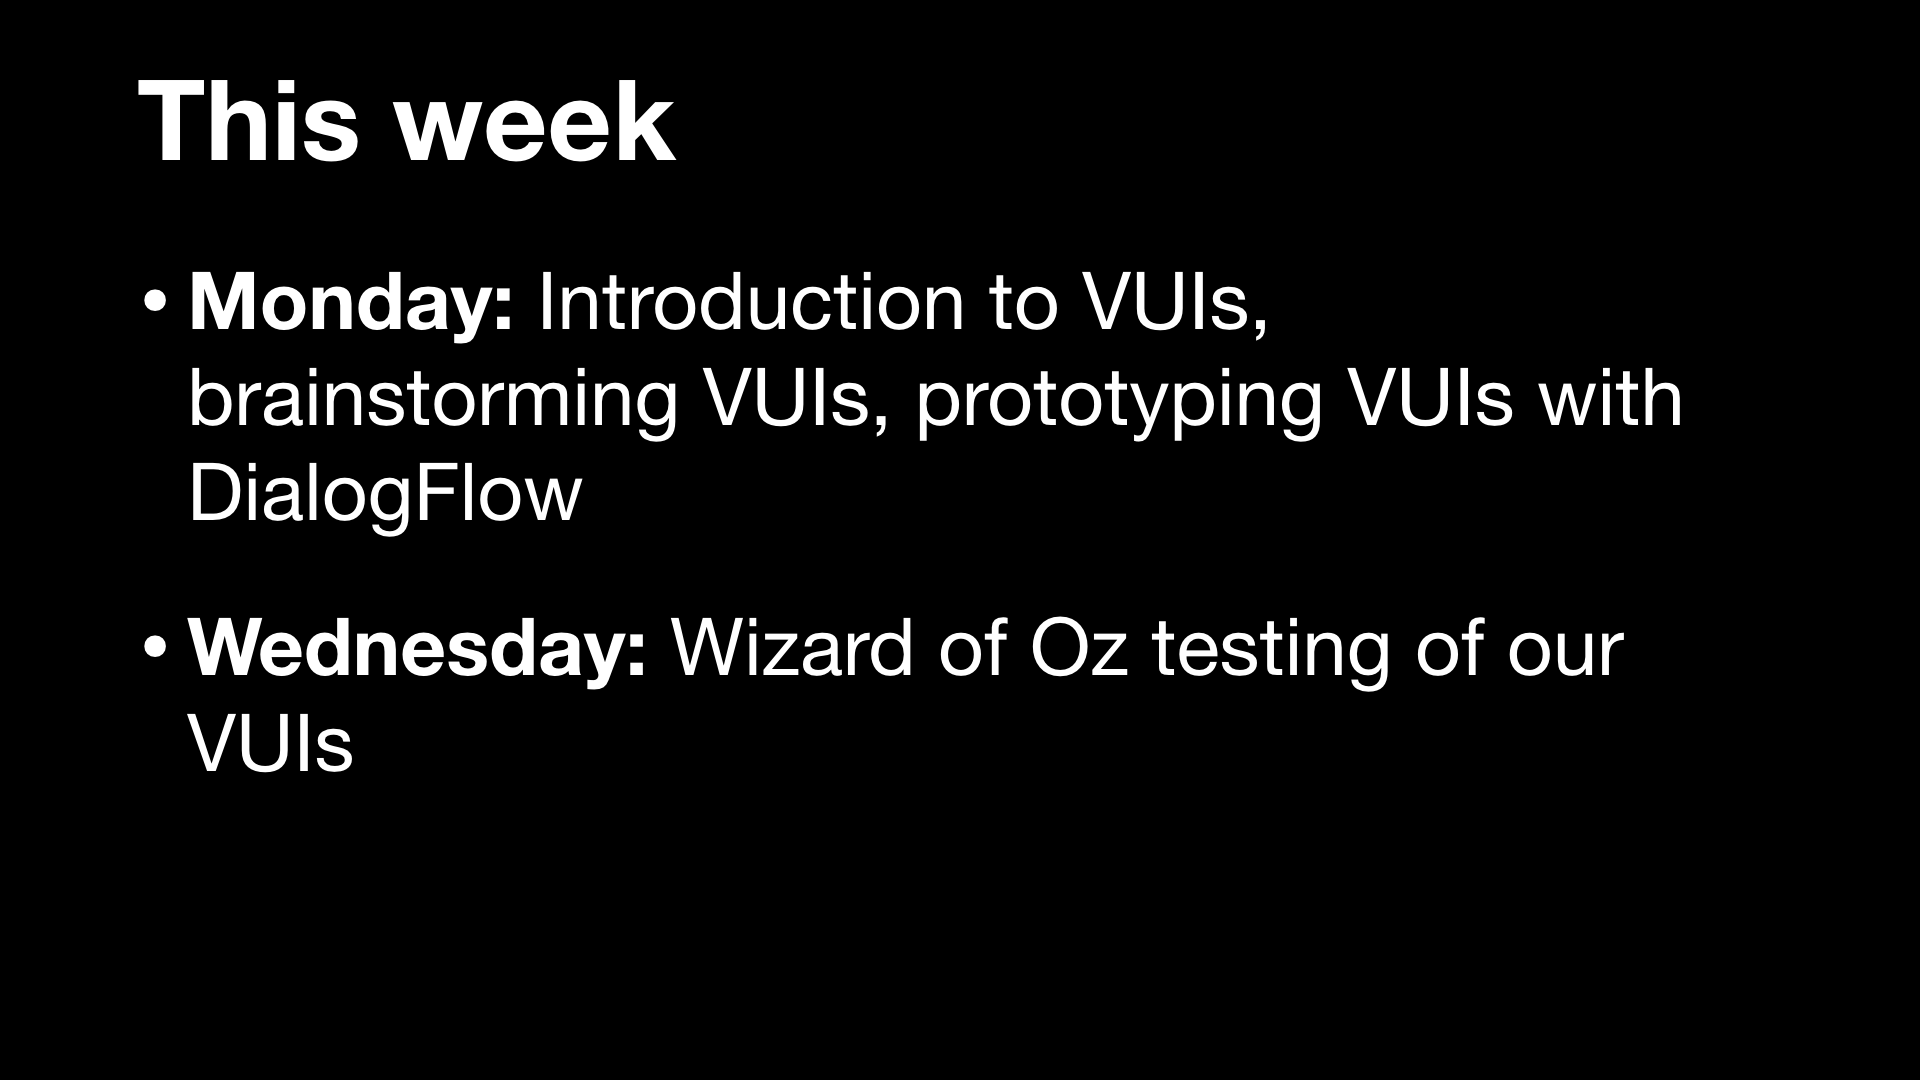 This week
• Monday: Introduction to VUIs,
brainstorming VUIs, prototyping VUIs with
DialogFlow
• Wednesday: Wizard of Oz testing of our
VUIs